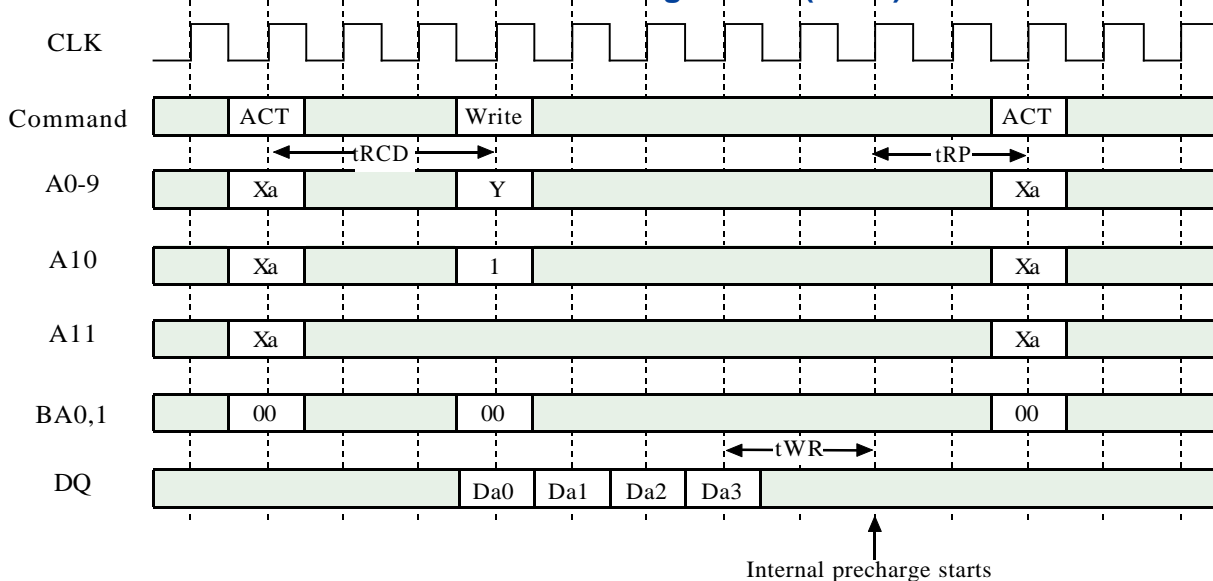 CLK
Command ACT Write ACT
tRCD tRP
A0-9 Xa Y Xa
A10 Xa 1 Xa
A11 Xa Xa
BA0,1 00 00 00
tWR
DQ Da0 Da1 Da2 Da3
Internal precharge starts